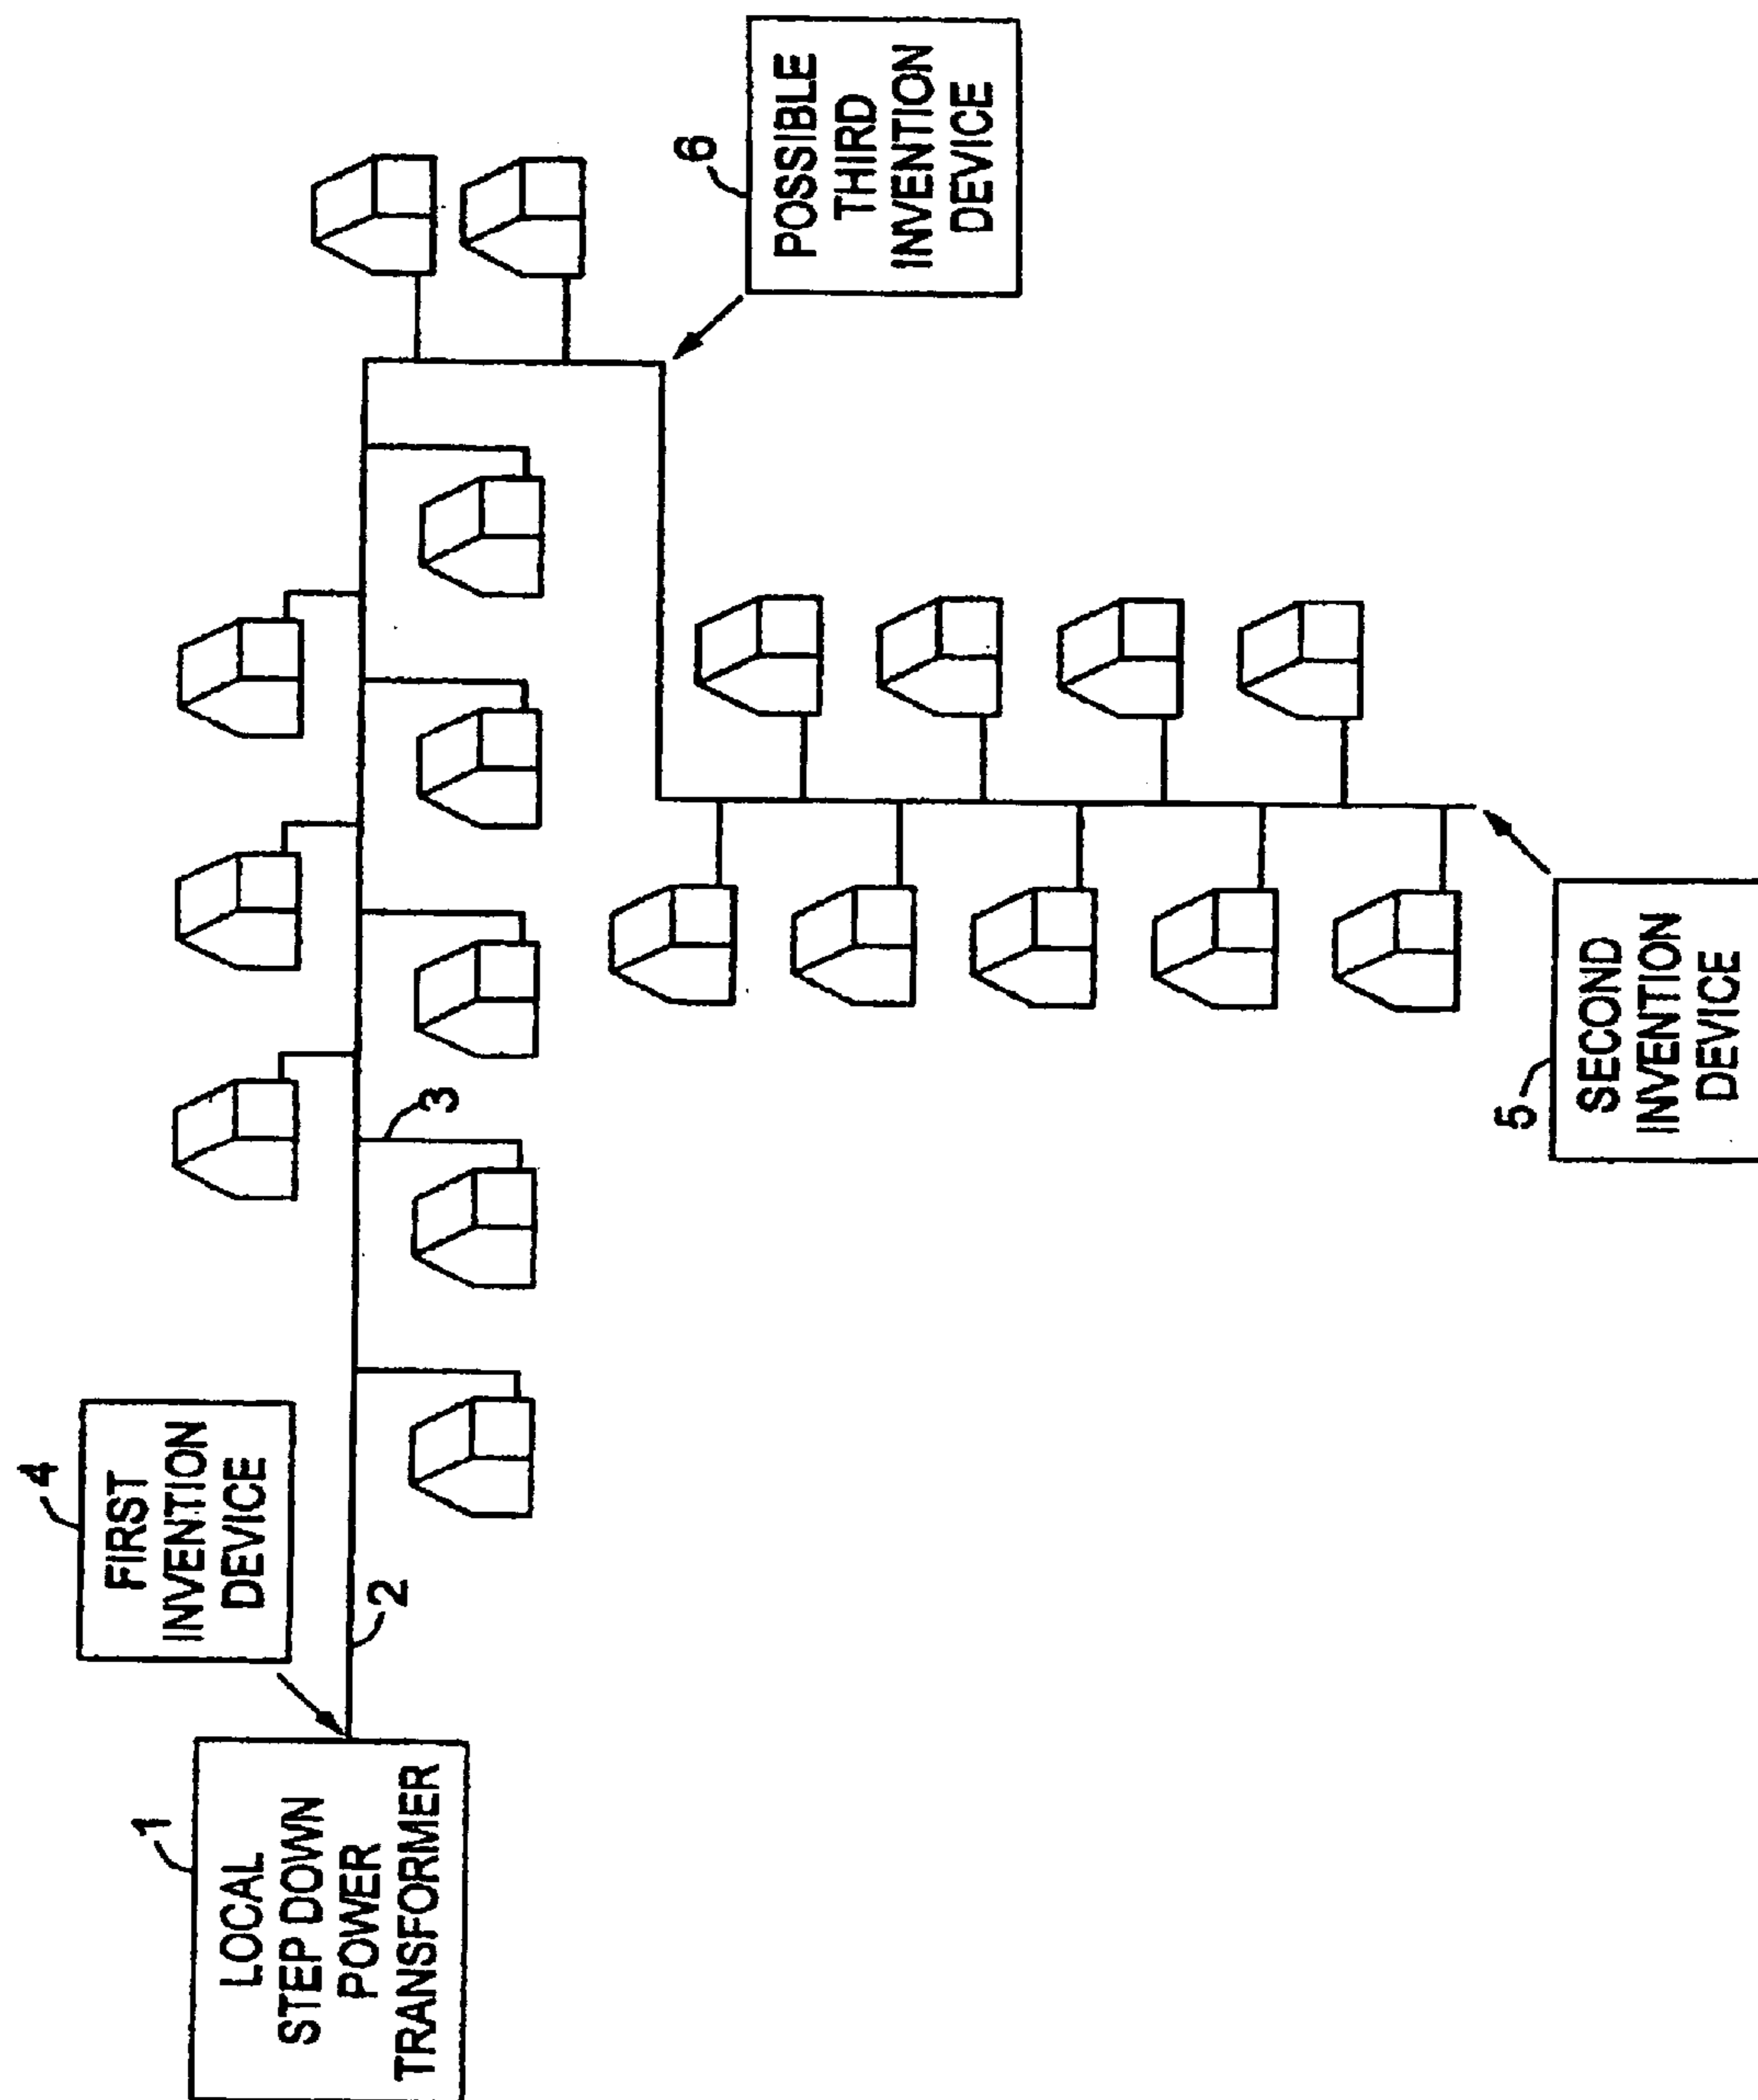 1
LOCAL
STEP DOWN
POWER
TRANSFORMER
4
FIRST
INVENTION
DEVICE
2
3
6
POSSIBLE
THIRD
INVENTION
DEVICE
5
SECOND
INVENTION
DEVICE